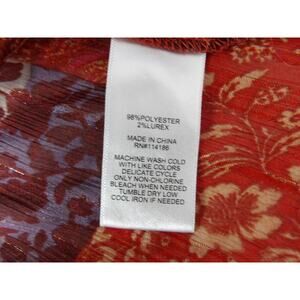 98%POLYESTER
2%LUREX
MADE IN CHINA
RN#114186
MACHINE WASH COLD
WITH LIKE COLORS
DELICATE CYCLE
ONLY NON-CHLORINE
BLEACH WHEN NEEDED
TUMBLE DRY LOW
COOL IRON IF NEEDED